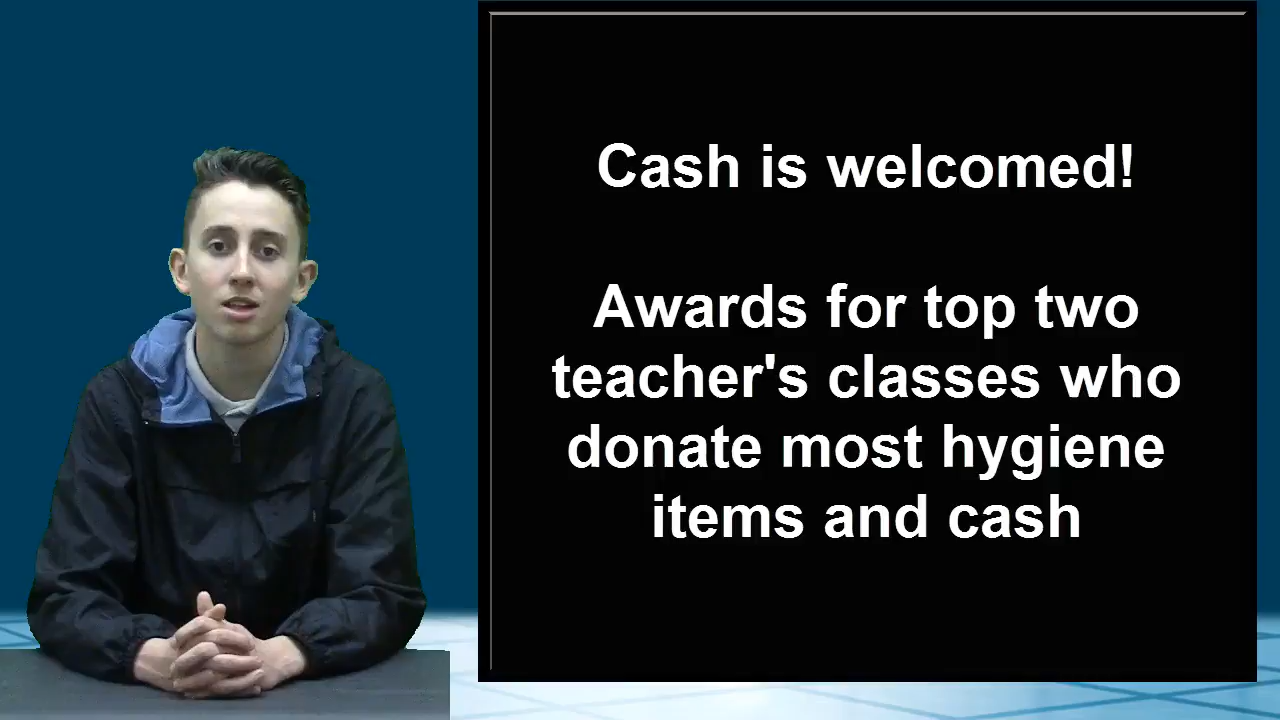 Cash is welcomed!
Awards for top two
teacher's classes who
donate most hygiene
items and cash